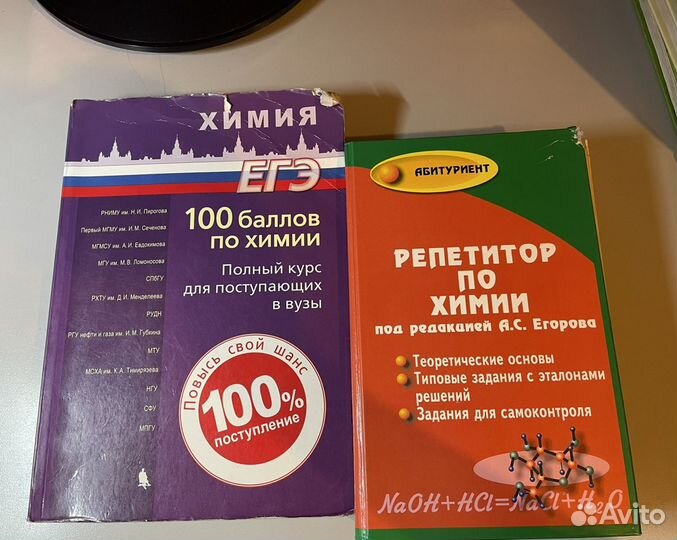 ХИМИЯ
ЕГЭ
РНИМУ им. Н. И. Пирогова
Первый МГМУ им. И. М. Сеченова
МГМСУ им. А. И. Евдокимова
МГУ им. М. В. Ломоносова
СПбГУ
РХТУ им. Д. И. Менделеева
РУДН
РГУ нефти и газа им. И. М. Губкина
МТУ
МСХА им. К.А. Тимирязева
НГУ
СФУ
МПГУ
100 баллов
по химии
Полный курс
для поступающих
в вузы
Повысь свой шанс
100%
поступление
АБИТУРИЕНТ
РЕПЕТИТОР
ПО
ХИМИИ
под редакцией А.С. Егорова
Теоретические основы
Типовые задания с эталонами
решений
Задания для самоконтроля
NaOH+HCl=NaCl+H₂O
Avito